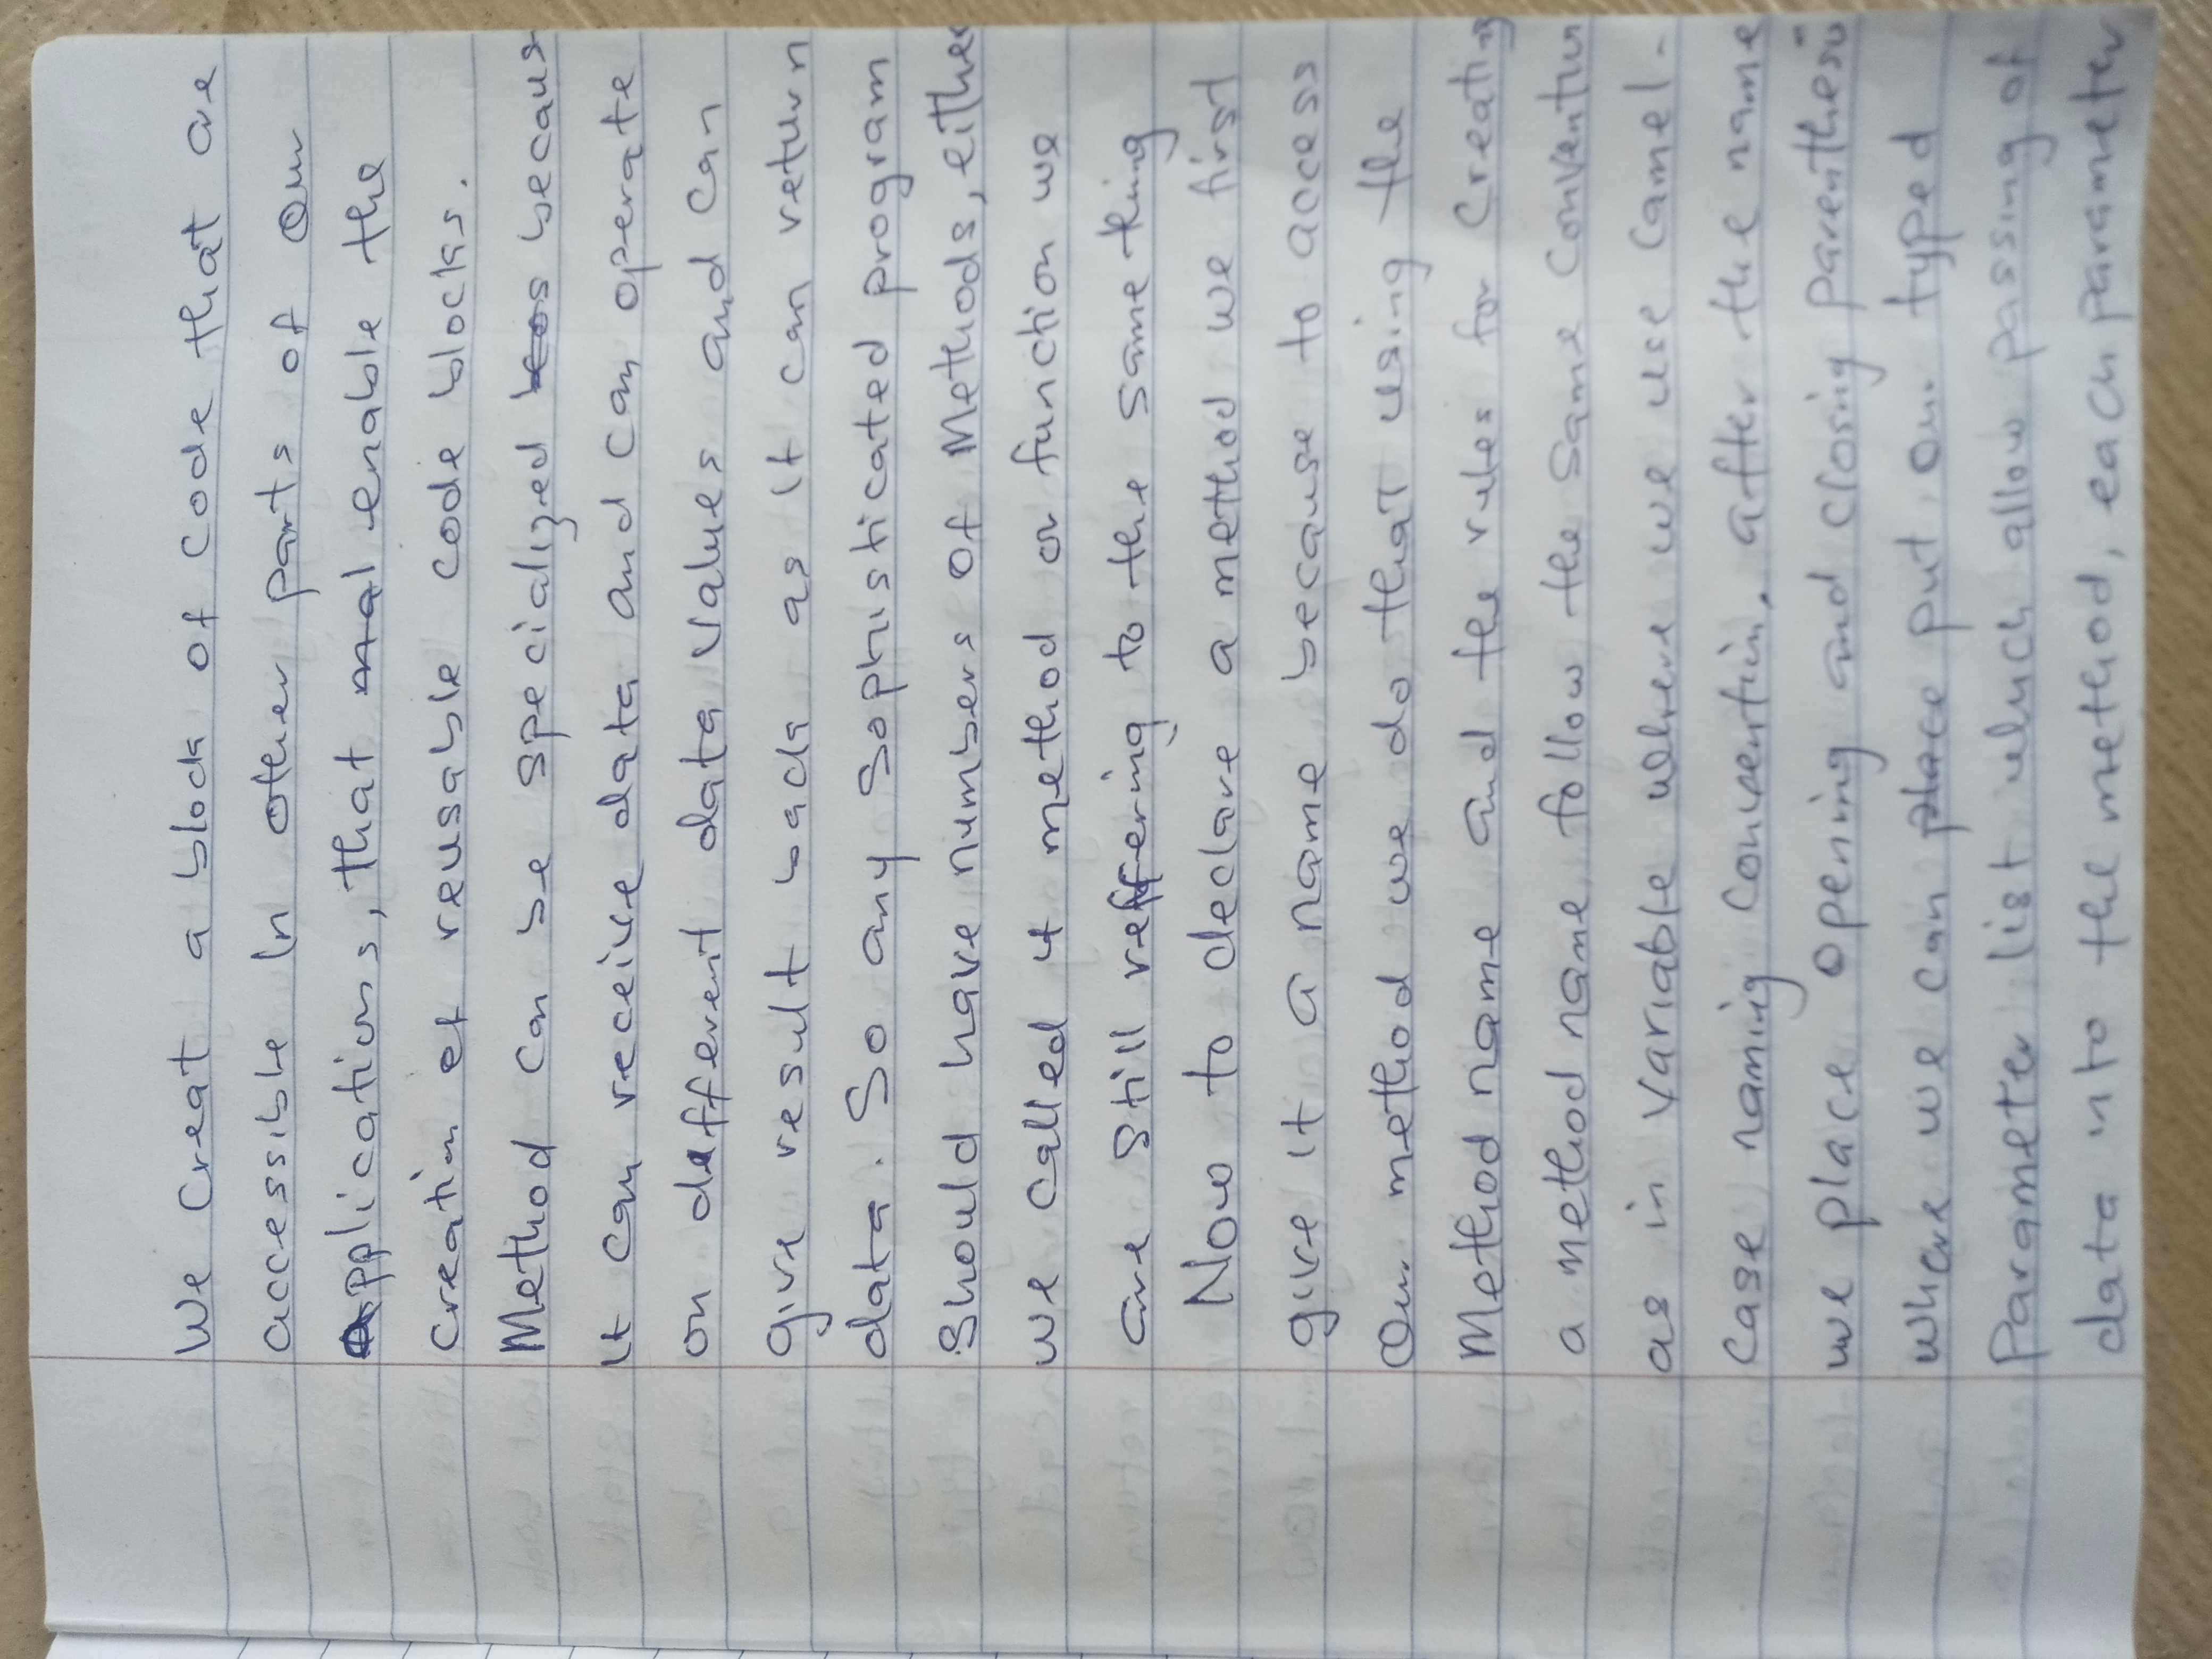 We Creat a block of code that are
accessible In other parts of Our
Applications, that enable the
creation of reusable code blocks.
Method can be specialized becaus
It can receive data and can operate
on different data values and can
give result back as It can return
data. So any sophisticated program
Should have numbers of Methods, either
we called it method or function we
are still reffering to the same thing
Now to declare a method we first
give It a name because to access
Our method we do that using the
Method name and the rules for Creating
a method name follow the same Conventun
as in variable where we use Camel-
Case naming Convention. after the name
we place opening and closing parenthesis
where we can put our typed
Parameter list which allow passing of
data into the method, each parameter